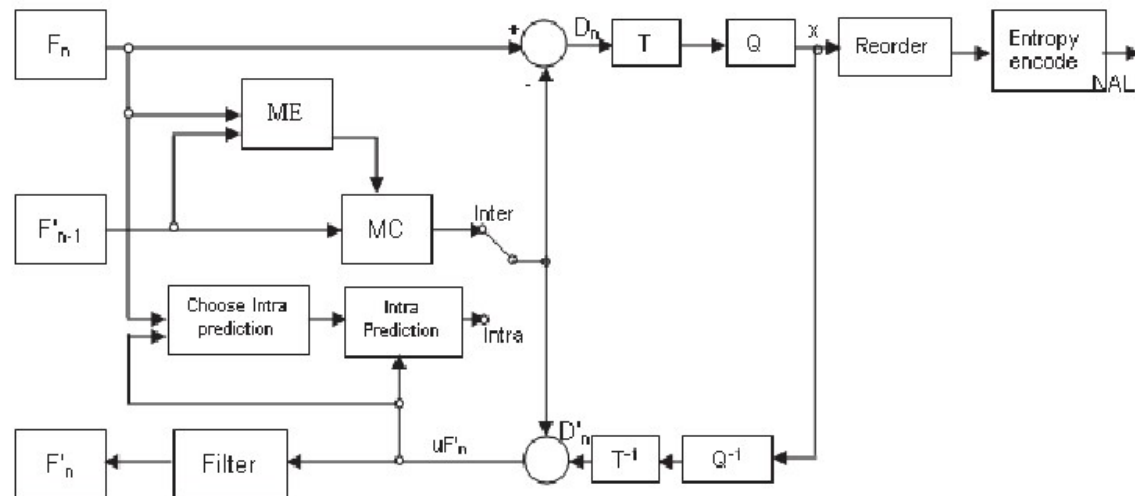 Fn
+
Dn
T
Q
x
Reorder
Entropy
encode
NAL
-
ME
F'n-1
MC
Inter
Choose Intra
prediction
Intra
Prediction
Intra
F'n
Filter
uF'n
D'n
T-1
Q-1